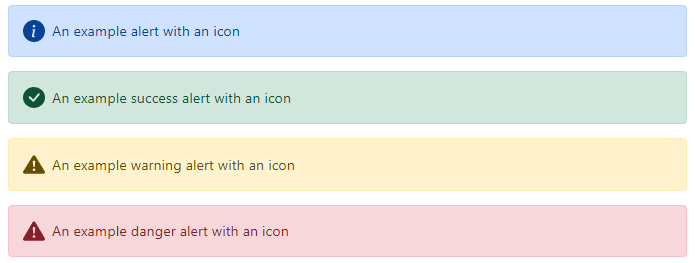 An example alert with an icon
An example success alert with an icon
An example warning alert with an icon
An example danger alert with an icon